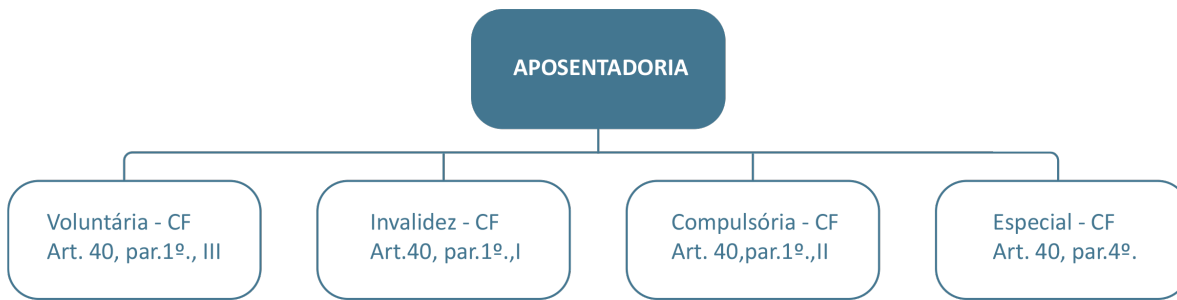 APOSENTADORIA
Voluntária - CF
Art. 40, par.1º., III
Invalidez - CF
Art.40, par.1º.,I
Compulsória - CF
Art. 40,par.1º.,II
Especial - CF
Art. 40, par.4º.